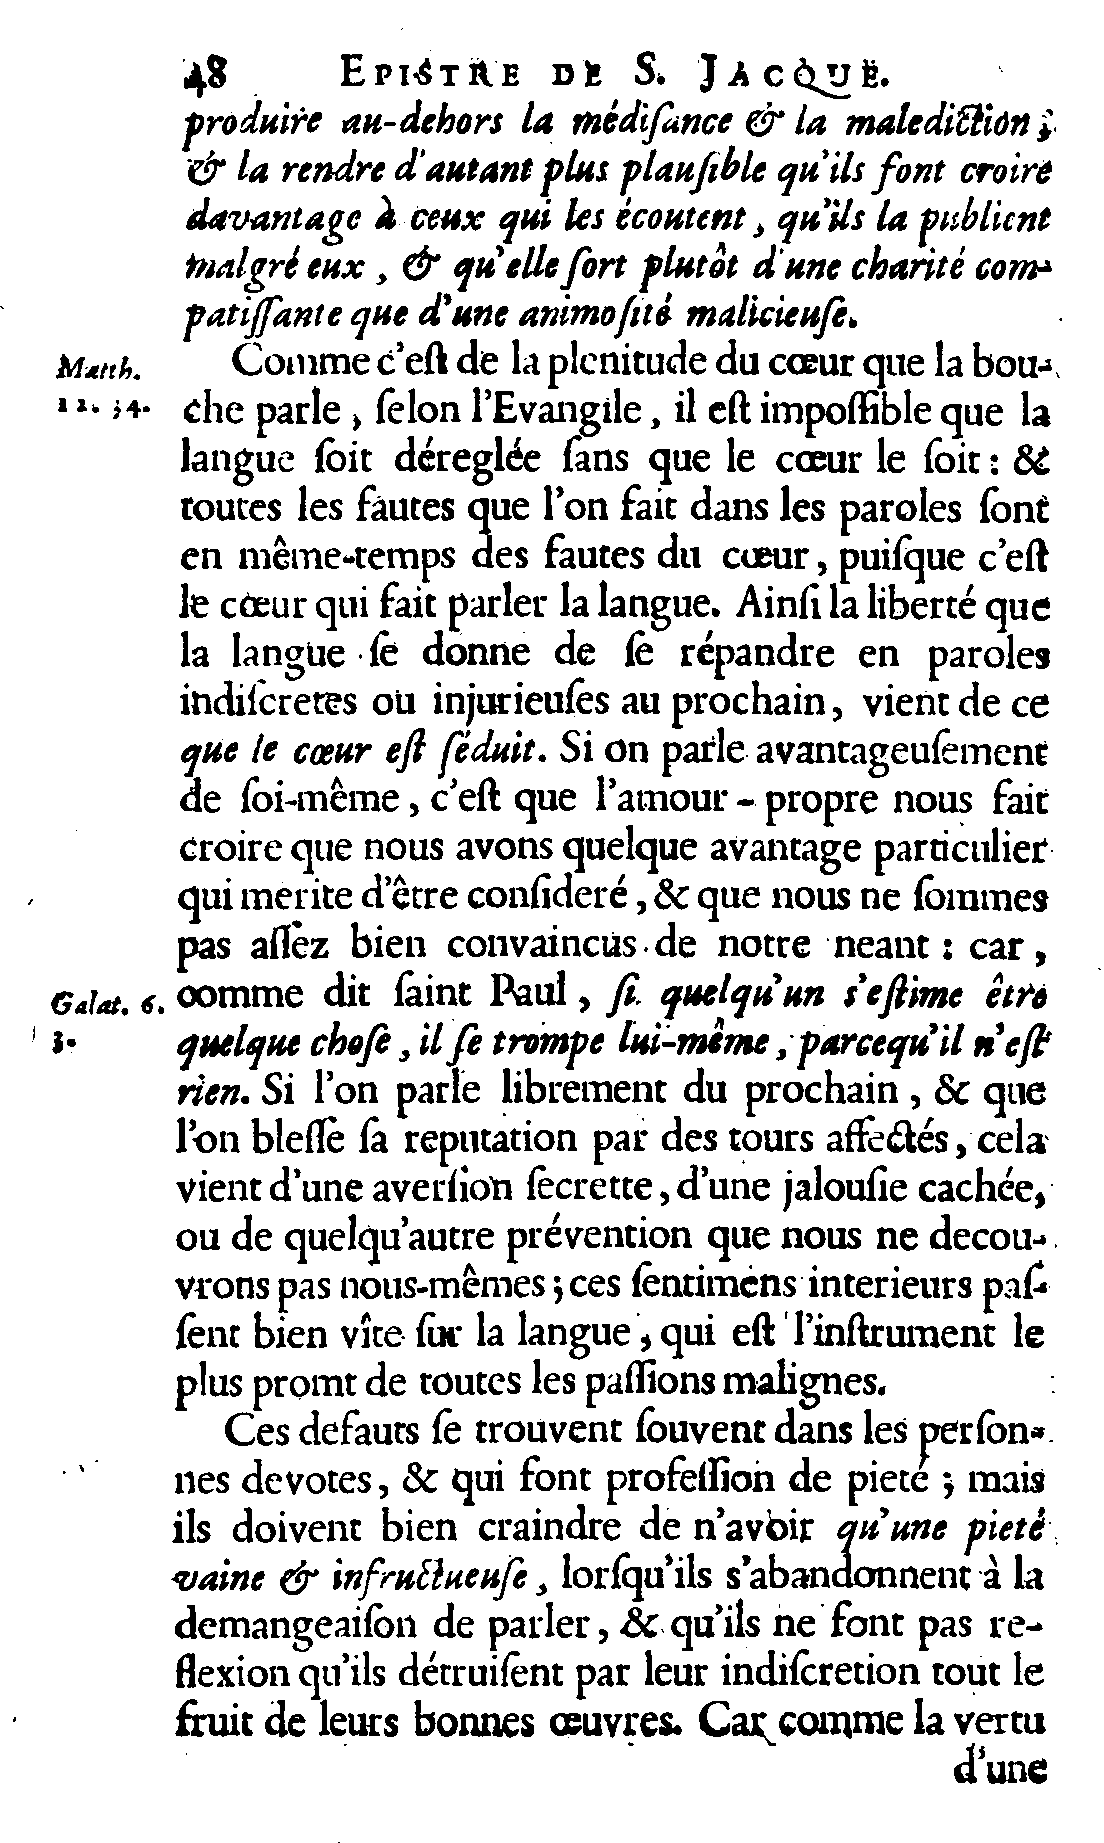 48 EPISTRE DE S. JACQUE.
produire au-dehors la médiſance & la malediction ;
& la rendre d'autant plus plauſible qu'ils font croire
davantage à ceux qui les écoutent , qu'ils la publient
malgré eux , & qu'elle ſort plutôt d'une charité com-
patiſſante que d'une animoſité malicieuſe.
Matth. Comme c'eſt de la plenitude du cœur que la bou-
12. 34. che parle , ſelon l'Evangile , il eſt impoſſible que la
langue ſoit déreglée ſans que le cœur le ſoit : &
toutes les fautes que l'on fait dans les paroles ſont
en même-temps des fautes du cœur , puiſque c'eſt
le cœur qui fait parler la langue. Ainſi la liberté que
la langue ſe donne de ſe répandre en paroles
indiſcretes ou injurieuſes au prochain , vient de ce
que le cœur eſt ſéduit. Si on parle avantageuſement
de ſoi-même , c'eſt que l'amour-propre nous fait
croire que nous avons quelque avantage particulier
qui merite d'être conſideré , & que nous ne ſommes
pas aſſez bien convaincus de notre neant : car ,
Galat. 6. comme dit ſaint Paul , ſi quelqu'un s'eſtime être
3. quelque choſe , il ſe trompe lui-même , parcequ'il n'eſt
rien. Si l'on parle librement du prochain , & que
l'on bleſſe ſa reputation par des tours affectés , cela
vient d'une averſion ſecrette , d'une jalouſie cachée ,
ou de quelqu'autre prévention que nous ne decou-
vrons pas nous-mêmes ; ces ſentimens interieurs paſ-
ſent bien vîte ſur la langue , qui eſt l'inſtrument le
plus promt de toutes les paſſions malignes.
Ces defauts ſe trouvent ſouvent dans les perſon-
nes devotes , & qui font profeſſion de pieté ; mais
ils doivent bien craindre de n'avoir qu'une pieté
vaine & infructueuſe , lorſqu'ils s'abandonnent à la
demangeaiſon de parler , & qu'ils ne font pas re-
flexion qu'ils détruiſent par leur indiſcretion tout le
fruit de leurs bonnes œuvres. Car comme la vertu
d'une